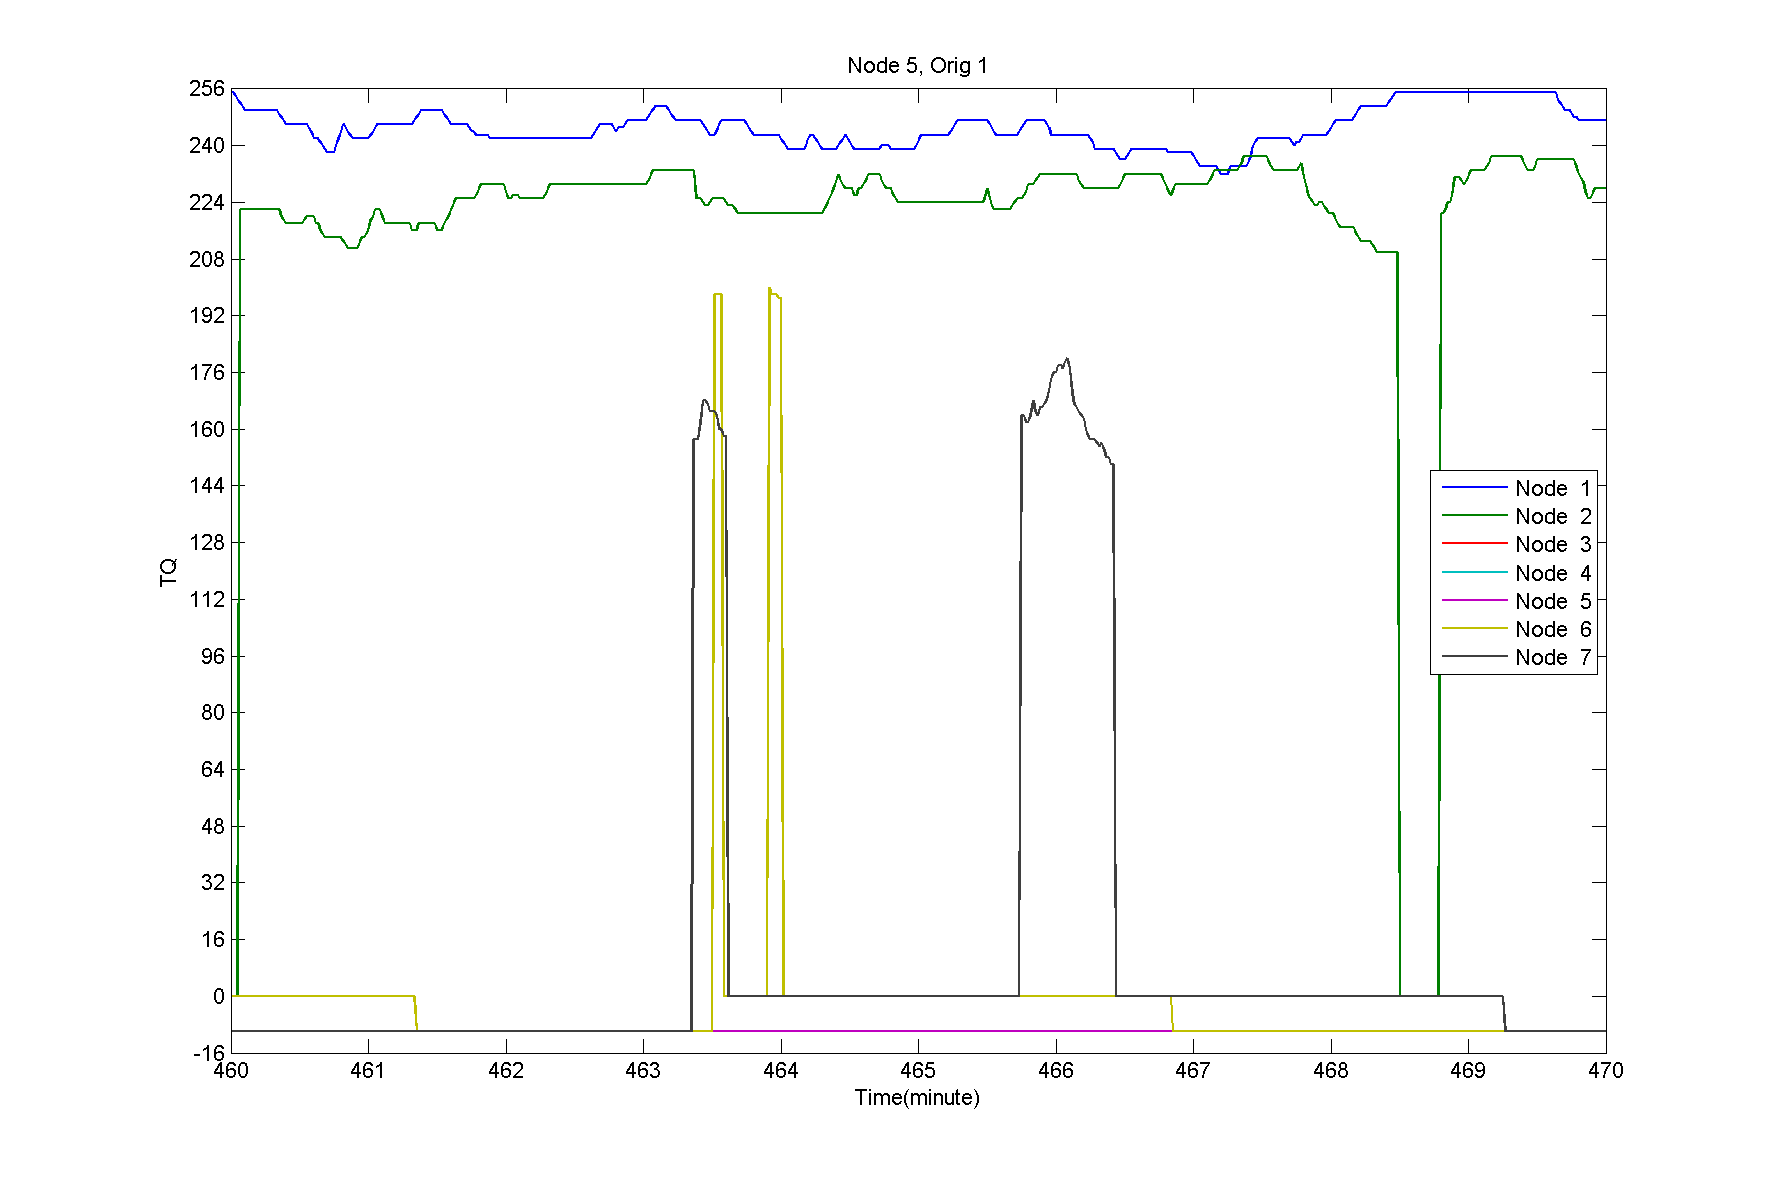 Node 5, Orig 1
256
240
224
208
192
176
160
144
128
112
96
80
64
48
32
16
0
-16
TQ
Node 1
Node 2
Node 3
Node 4
Node 5
Node 6
Node 7
460 461 462 463 464 465 466 467 468 469 470
Time(minute)